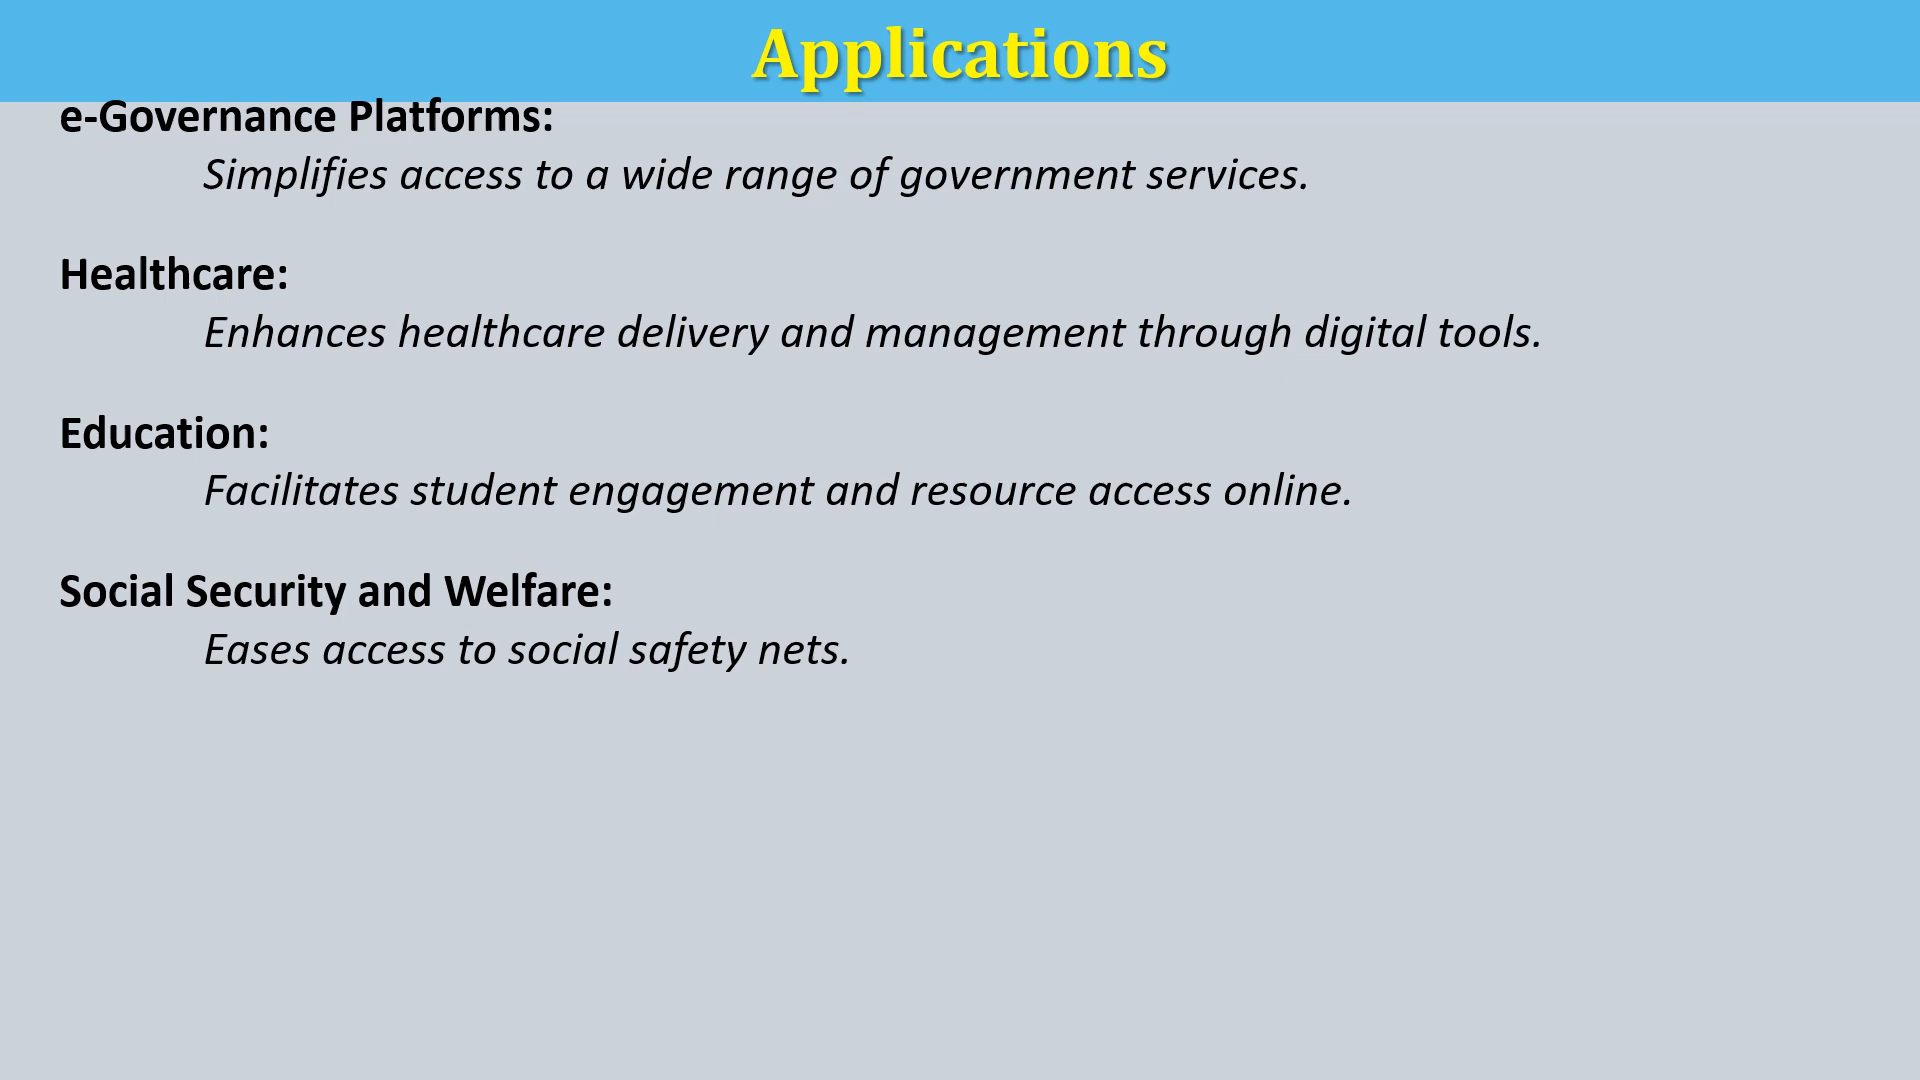 Applications
e-Governance Platforms:
Simplifies access to a wide range of government services.
Healthcare:
Enhances healthcare delivery and management through digital tools.
Education:
Facilitates student engagement and resource access online.
Social Security and Welfare:
Eases access to social safety nets.